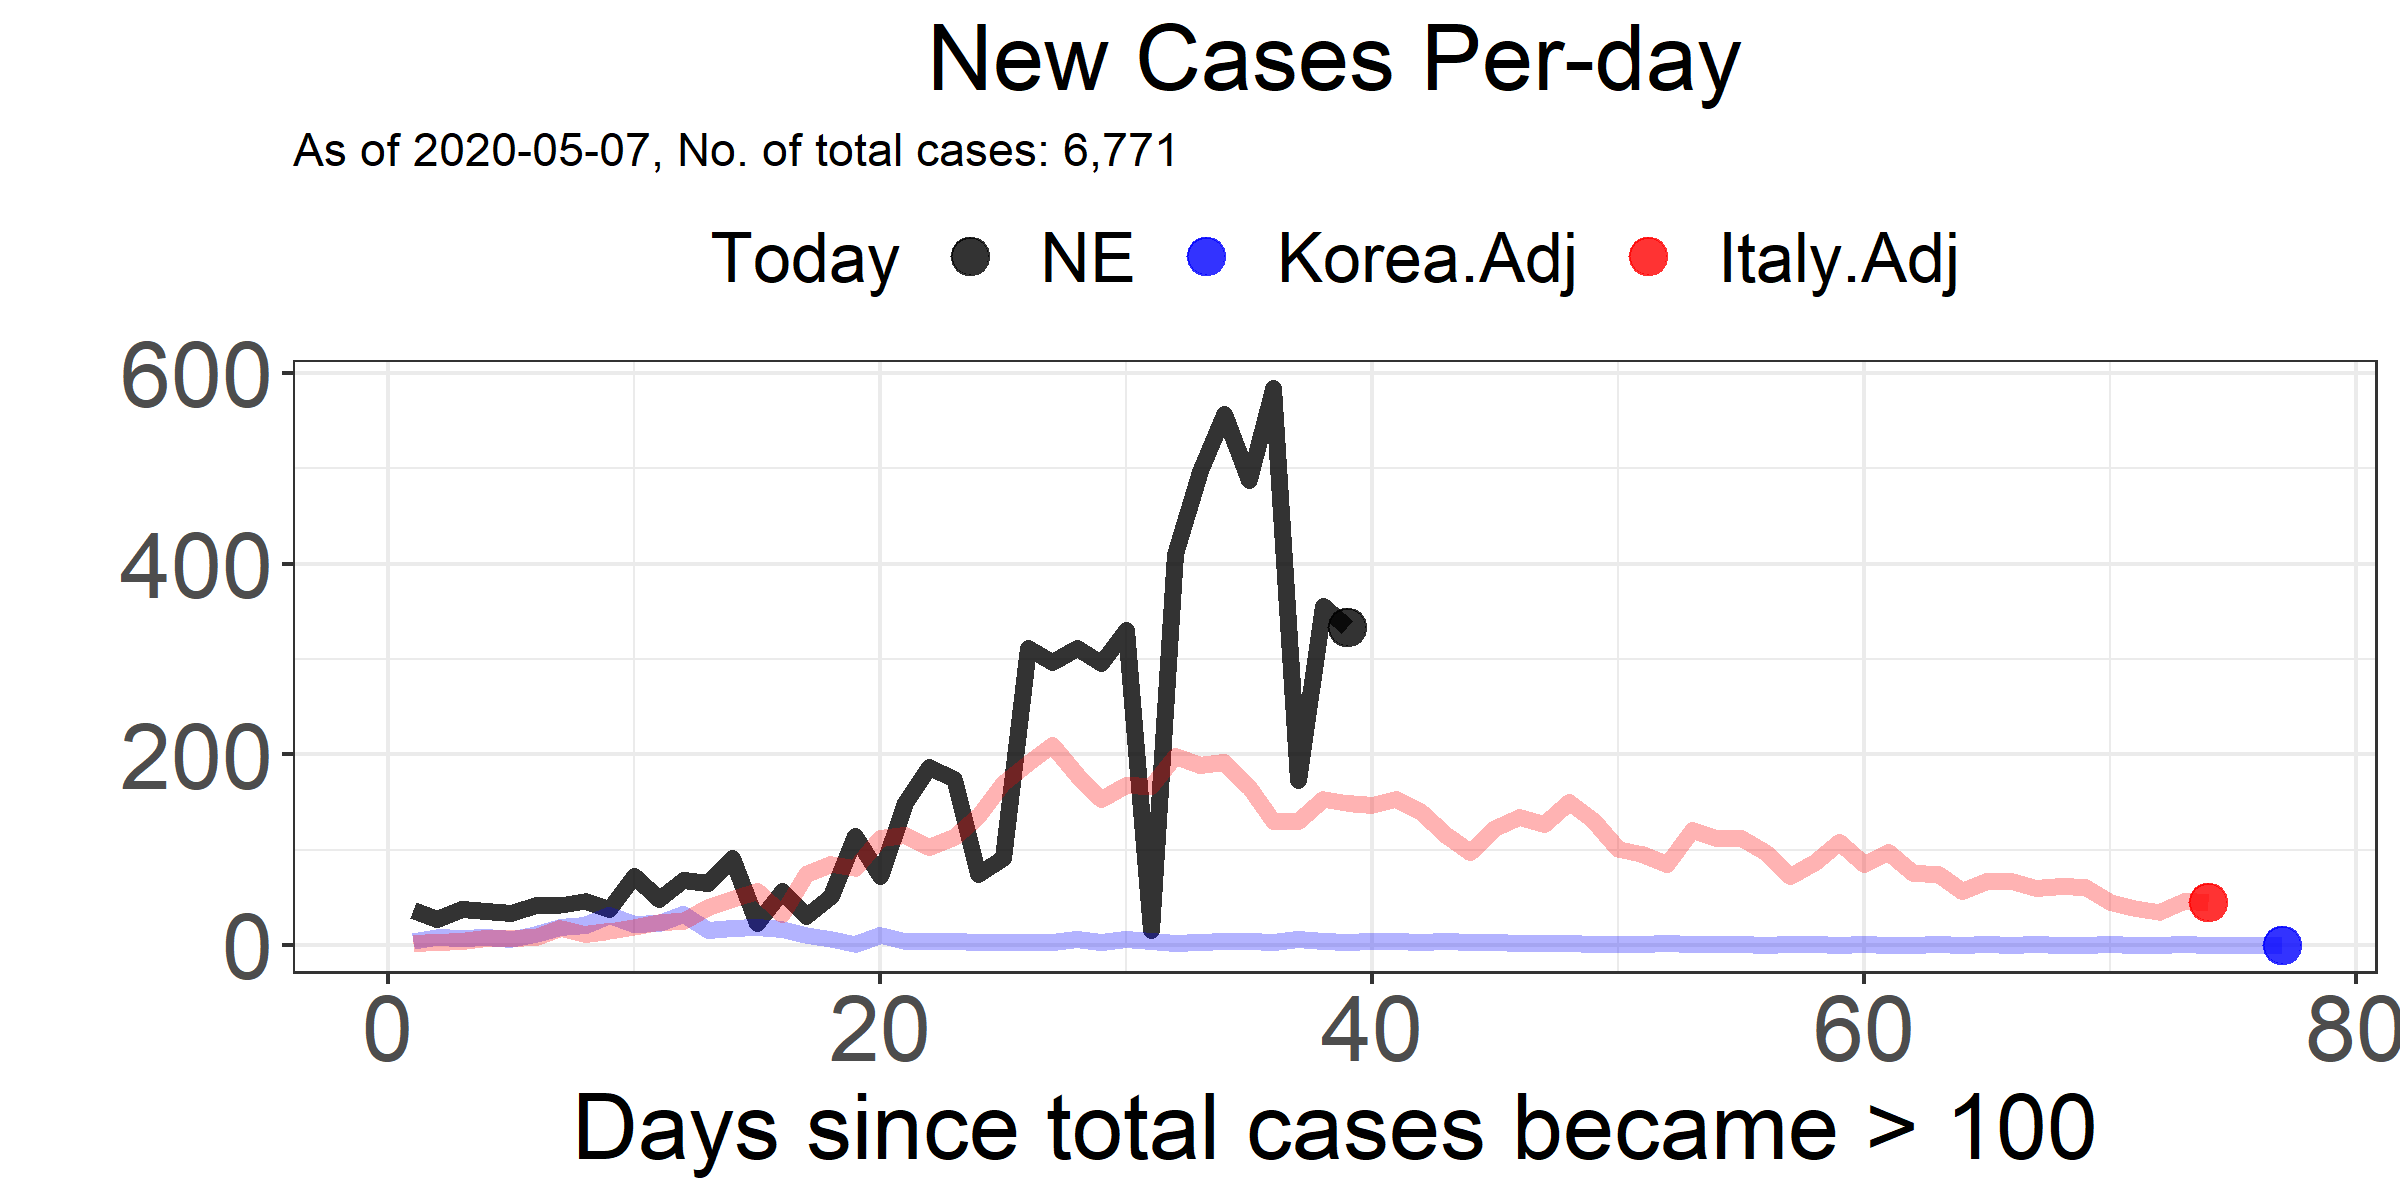 New Cases Per-day
As of 2020-05-07, No. of total cases: 6,771
Today NE Korea.Adj Italy.Adj
600
400
200
0
0 20 40 60 80
Days since total cases became > 100